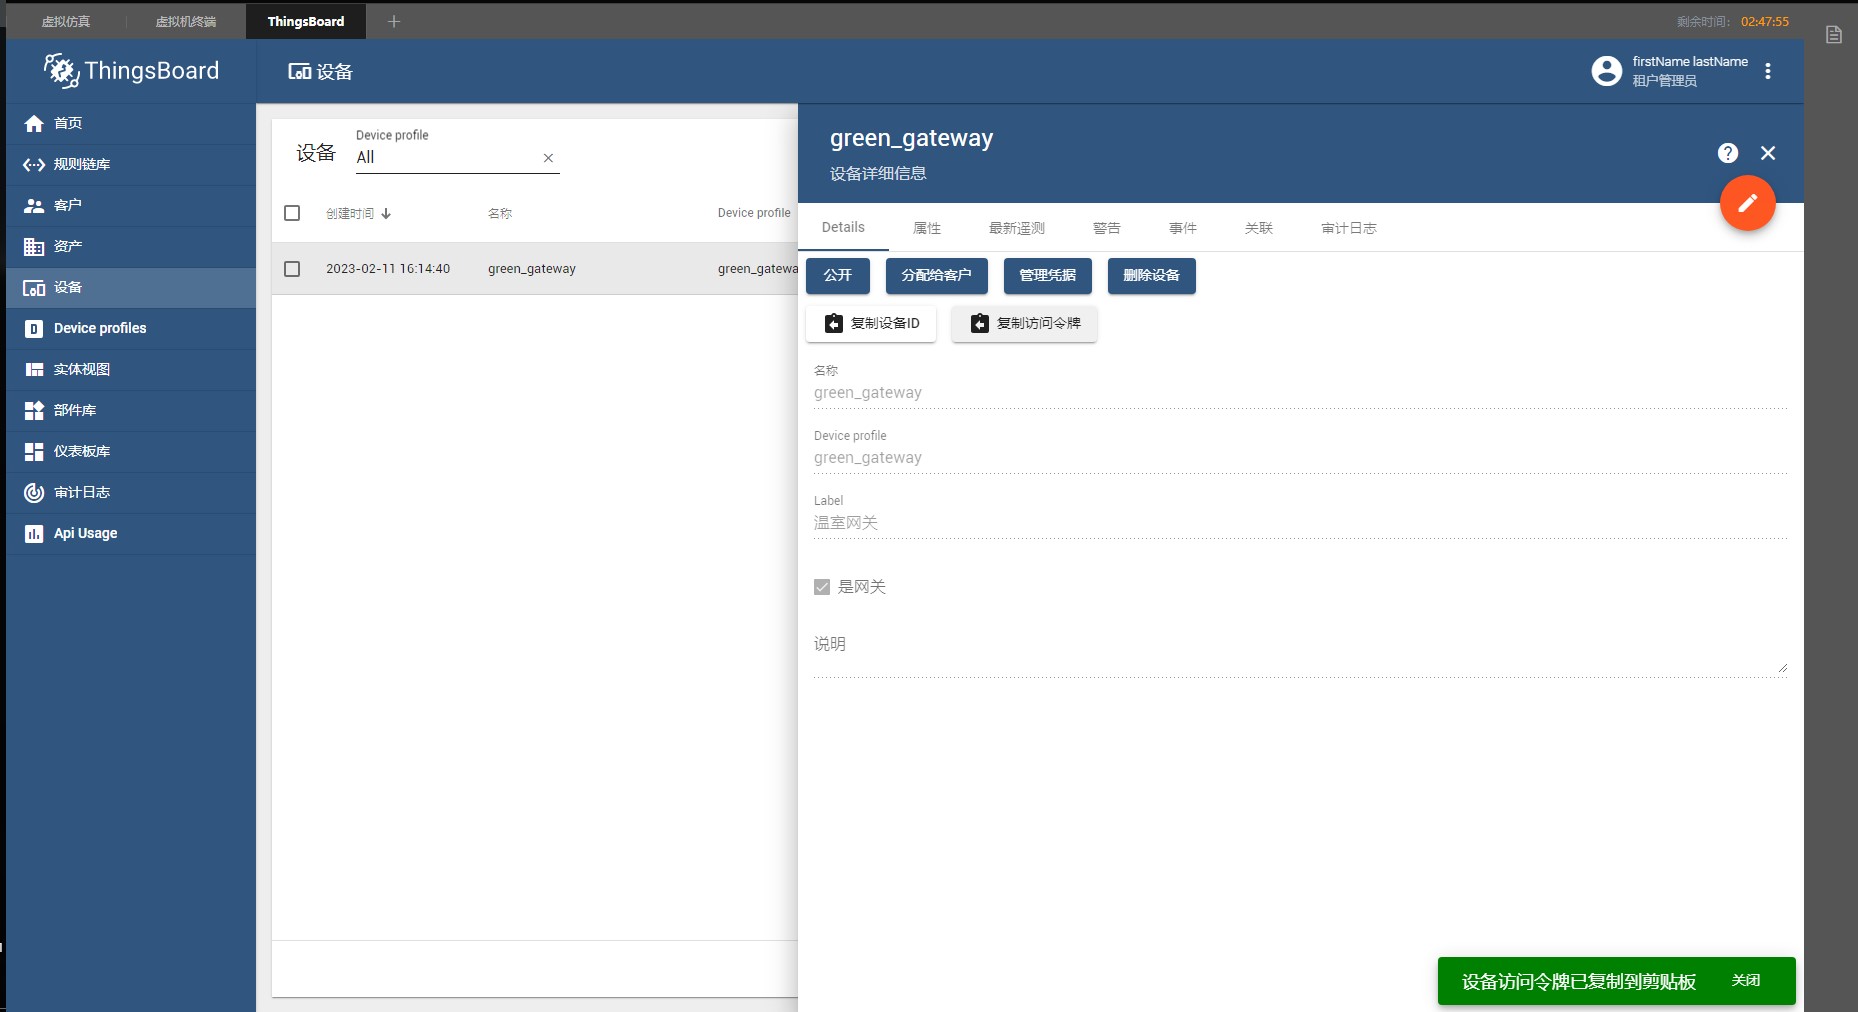 虚拟仿真
虚拟机终端
ThingsBoard
剩余时间：
02:47:55
ThingsBoard
设备
firstName lastName
租户管理员
首页
规则链库
客户
资产
设备
Device profiles
实体视图
部件库
仪表板库
审计日志
Api Usage
设备
Device profile
All
创建时间
名称
Device profile
2023-02-11 16:14:40
green_gateway
green_gatewa
green_gateway
设备详细信息
Details
属性
最新遥测
警告
事件
关联
审计日志
公开
分配给客户
管理凭据
删除设备
复制设备ID
复制访问令牌
名称
green_gateway
Device profile
green_gateway
Label
温室网关
是网关
说明
设备访问令牌已复制到剪贴板
关闭